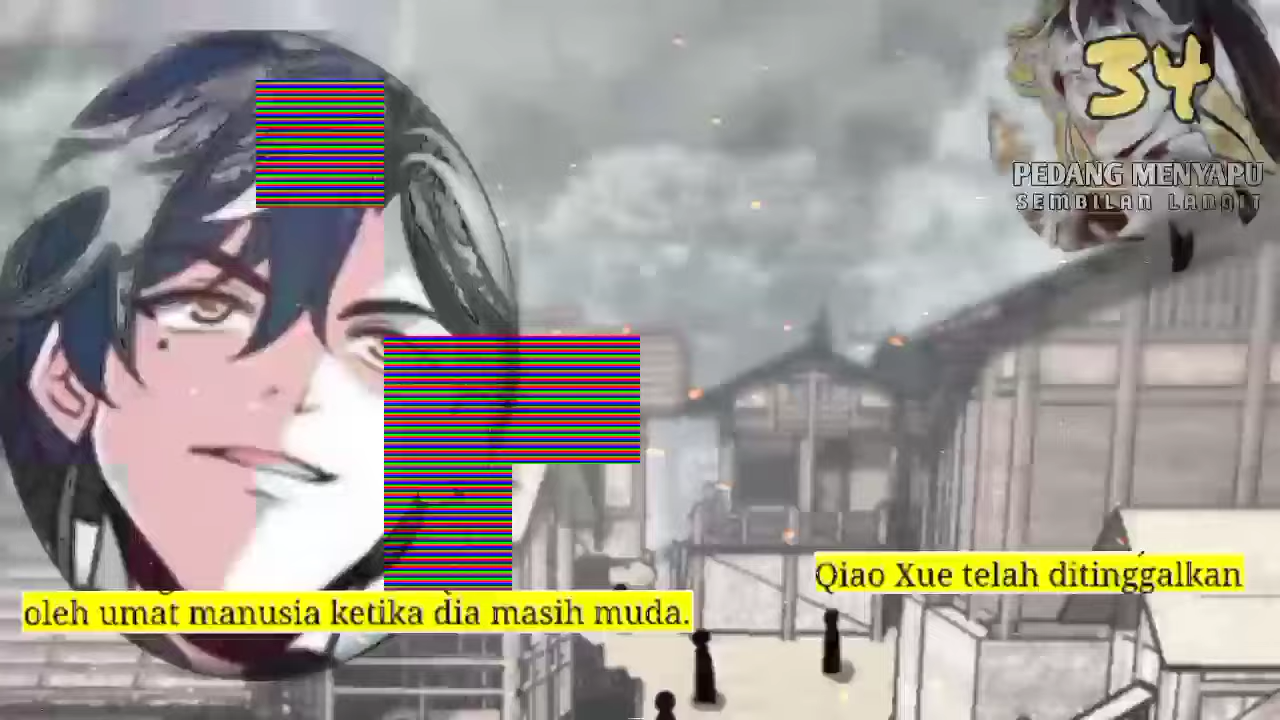 34
PEDANG MENYAPU
SEMBILAN LANGIT
Qiao Xue telah ditinggalkan
oleh umat manusia ketika dia masih muda.